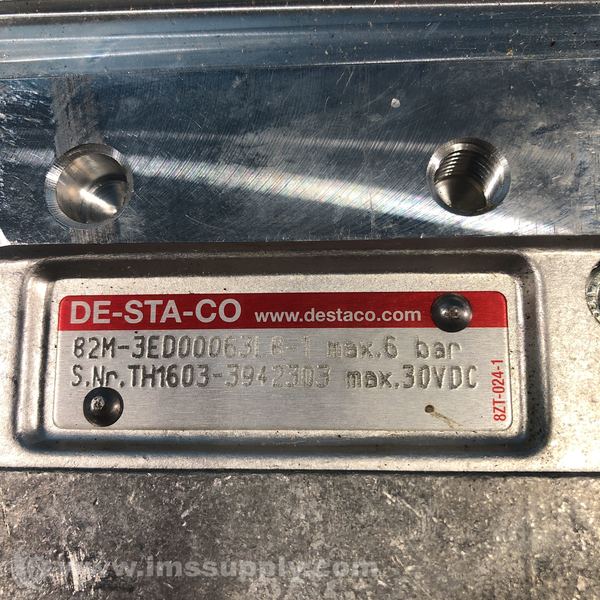 DE-STA-CO www.destaco.com
82M-3ED00063L8-1 max.6 bar
S.Nr.TH1603-3942303 max.30VDC
8ZT-024-1
www.imssupply.com